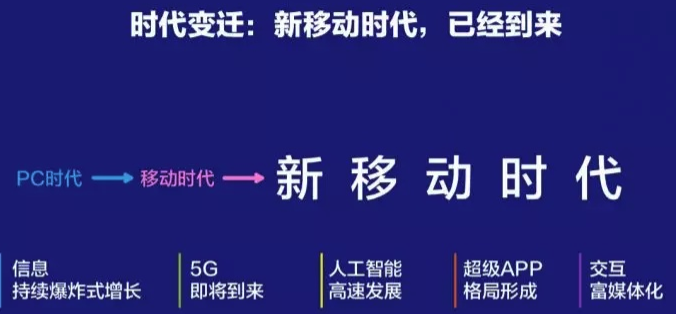 时代变迁：新移动时代，已经到来
PC时代 移动时代 新移动时代
信息
持续爆炸式增长
5G
即将到来
人工智能
高速发展
超级APP
格局形成
交互
富媒体化